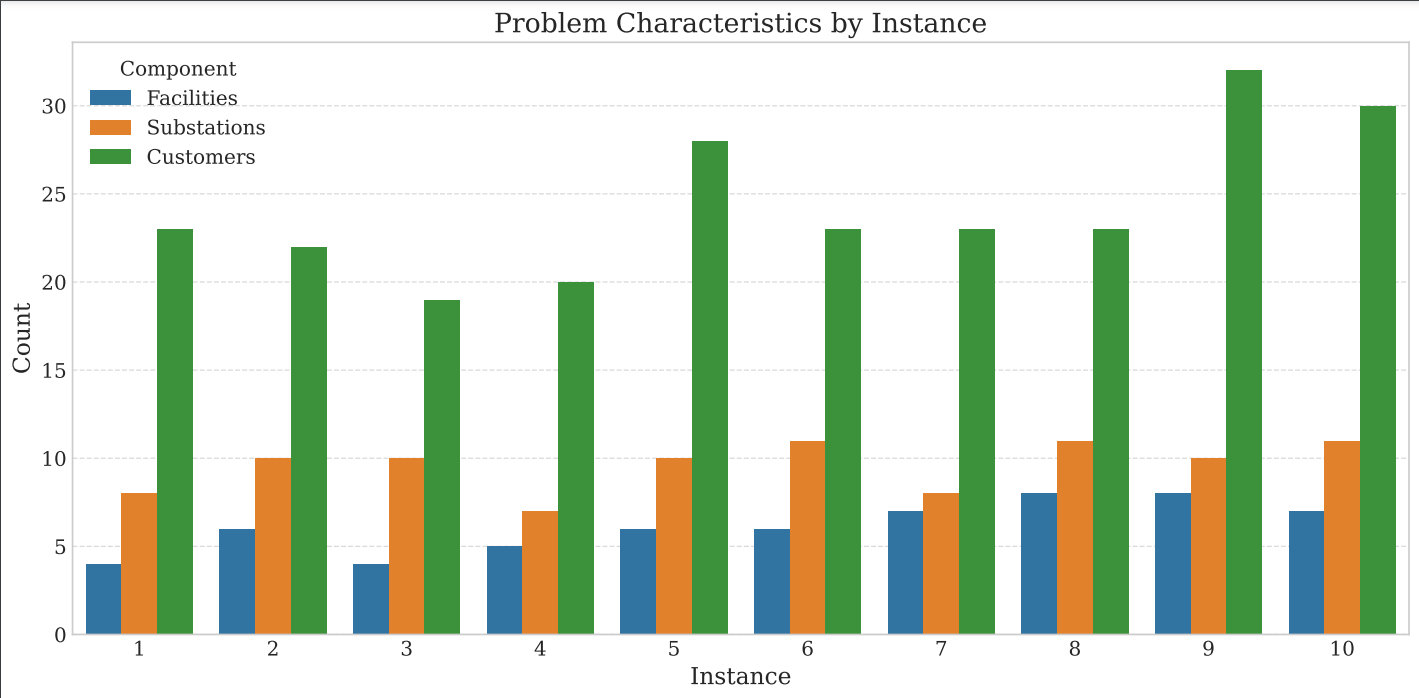 Problem Characteristics by Instance
Component
Facilities
Substations
Customers
30
25
20
15
10
5
0
Count
1 2 3 4 5 6 7 8 9 10
Instance